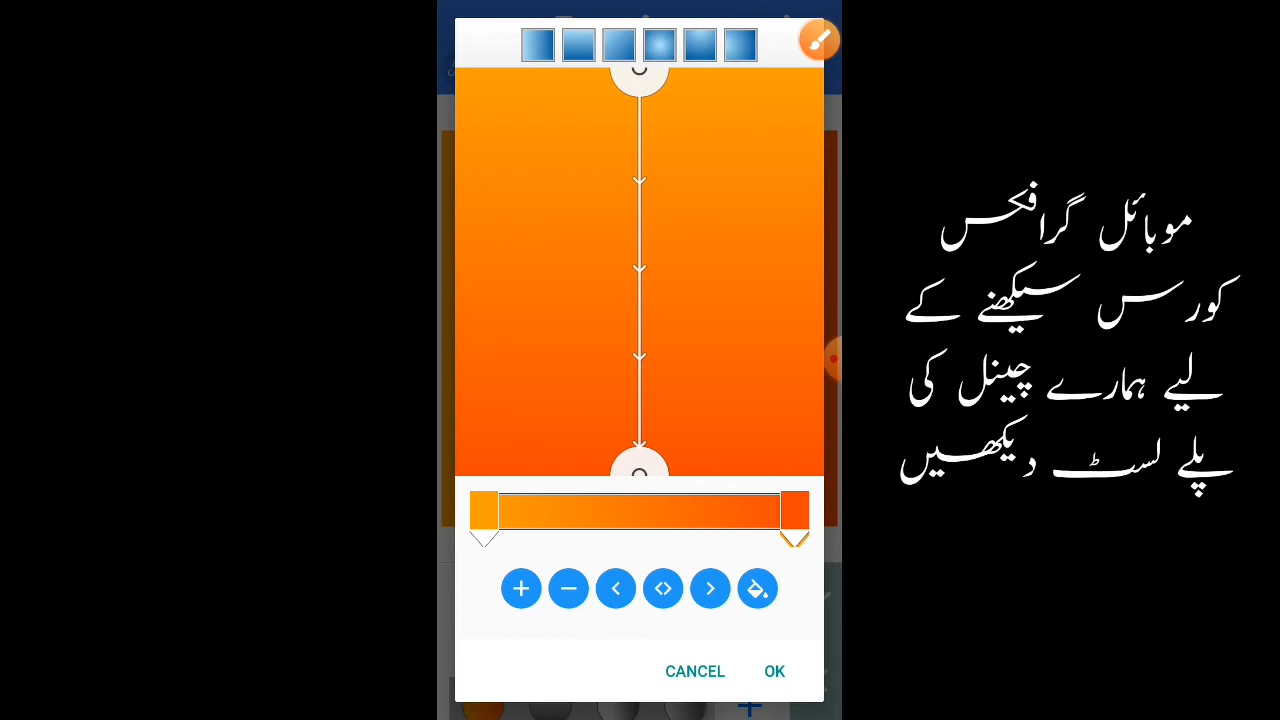 موبائل گرافکس
کورس سیکھنے کے
لیے ہمارے چینل کی
پلے لسٹ دیکھیں
CANCEL OK